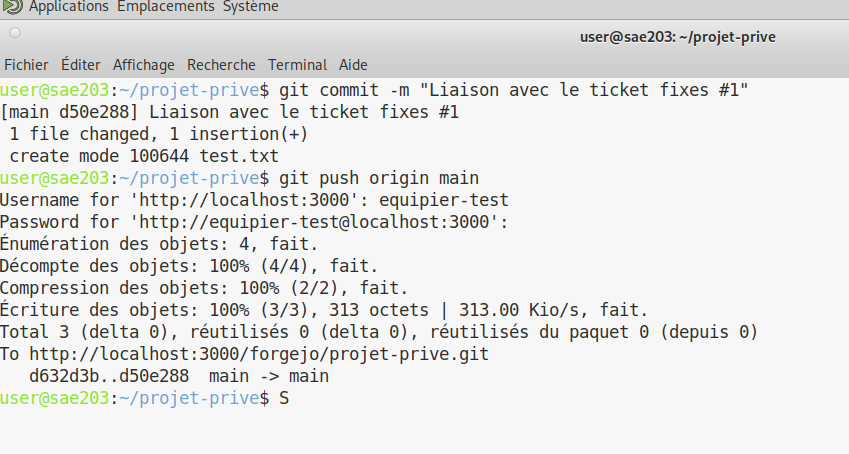 Applications Emplacements Système
user@sae203: ~/projet-prive
Fichier Éditer Affichage Recherche Terminal Aide
user@sae203:~/projet-prive$ git commit -m "Liaison avec le ticket fixes #1"
[main d50e288] Liaison avec le ticket fixes #1
 1 file changed, 1 insertion(+)
 create mode 100644 test.txt
user@sae203:~/projet-prive$ git push origin main
Username for 'http://localhost:3000': equipier-test
Password for 'http://equipier-test@localhost:3000':
Énumération des objets: 4, fait.
Décompte des objets: 100% (4/4), fait.
Compression des objets: 100% (2/2), fait.
Écriture des objets: 100% (3/3), 313 octets | 313.00 Kio/s, fait.
Total 3 (delta 0), réutilisés 0 (delta 0), réutilisés du paquet 0 (depuis 0)
To http://localhost:3000/forgejo/projet-prive.git
   d632d3b..d50e288  main -> main
user@sae203:~/projet-prive$ S